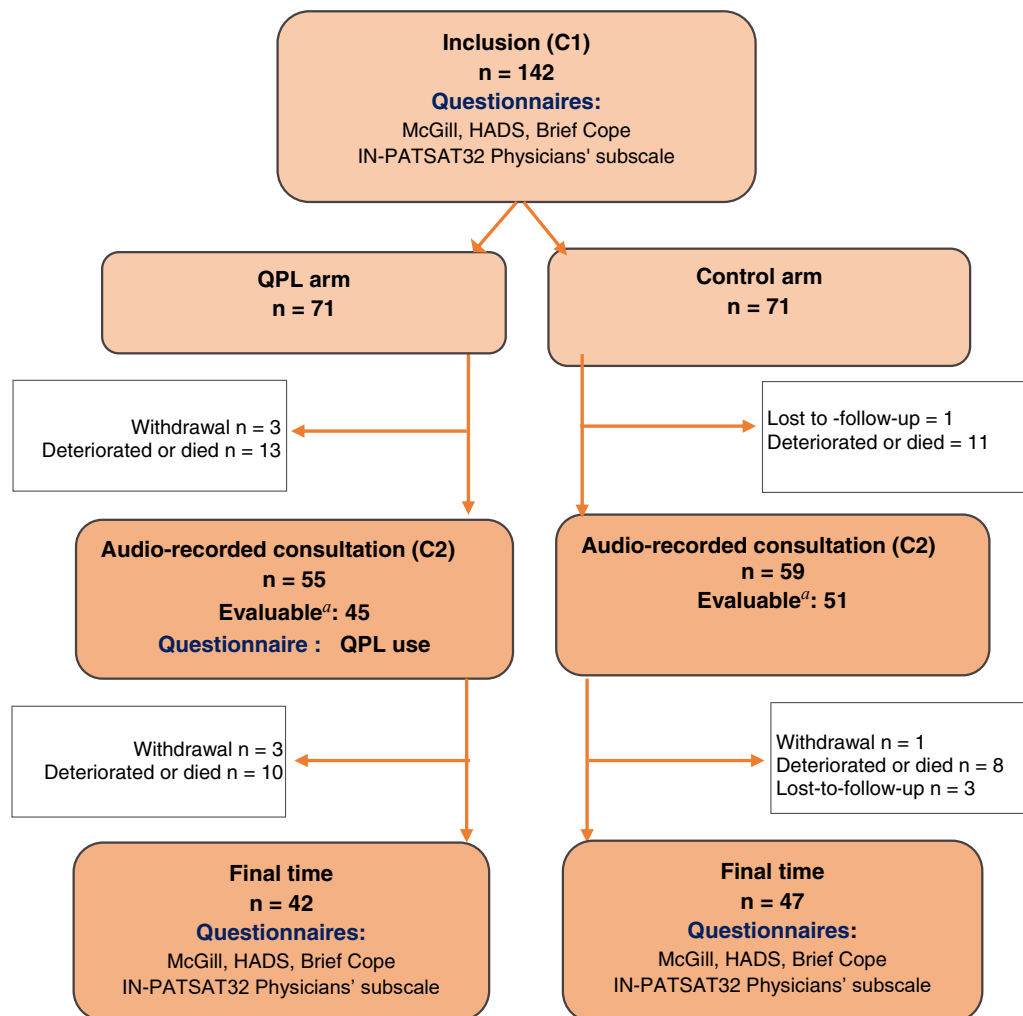 Inclusion (C1)
n = 142
Questionnaires:
McGill, HADS, Brief Cope
IN-PATSAT32 Physicians' subscale
QPL arm
n = 71
Control arm
n = 71
Withdrawal n = 3
Deteriorated or died n = 13
Lost to -follow-up = 1
Deteriorated or died = 11
Audio-recorded consultation (C2)
n = 55
Evaluable^a: 45
Questionnaire : QPL use
Audio-recorded consultation (C2)
n = 59
Evaluable^a: 51
Withdrawal n = 3
Deteriorated or died n = 10
Withdrawal n = 1
Deteriorated or died n = 8
Lost-to-follow-up n = 3
Final time
n = 42
Questionnaires:
McGill, HADS, Brief Cope
IN-PATSAT32 Physicians’ subscale
Final time
n = 47
Questionnaires:
McGill, HADS, Brief Cope
IN-PATSAT32 Physicians’ subscale